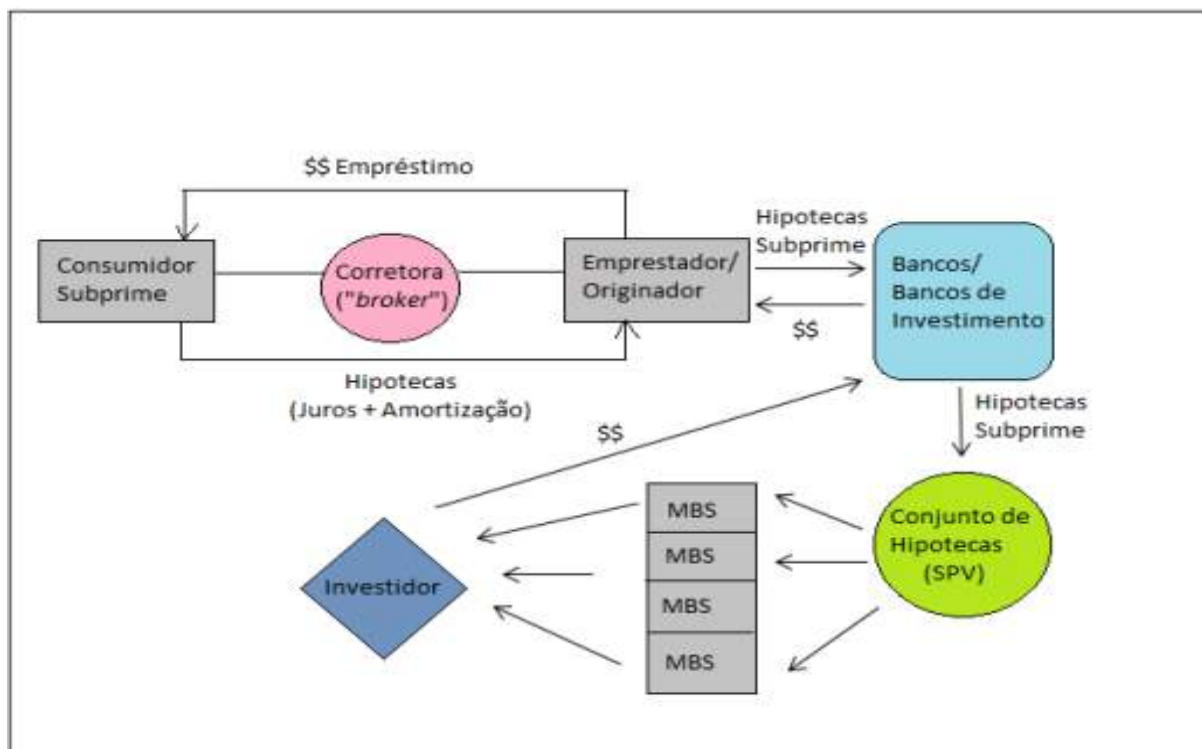 $$ Empréstimo
Consumidor
Subprime
Corretora
("broker")
Emprestador/
Originador
Hipotecas
Subprime
$$
Bancos/
Bancos de
Investimento
Hipotecas
(Juros + Amortização)
$$
Hipotecas
Subprime
Investidor
MBS
MBS
MBS
MBS
Conjunto de
Hipotecas
(SPV)